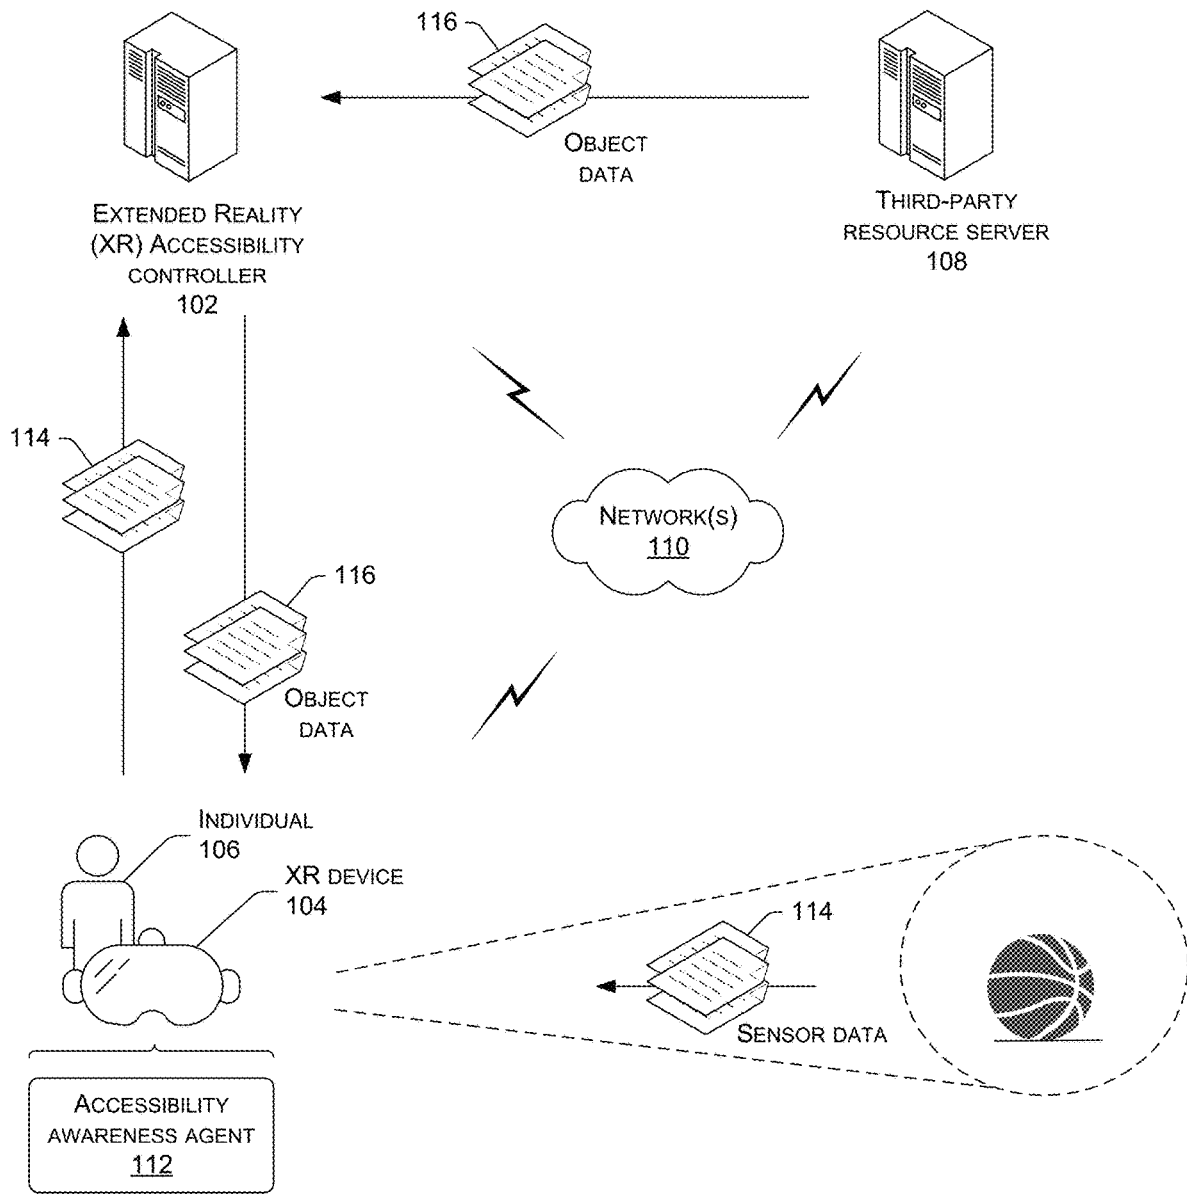 116
OBJECT
DATA
EXTENDED REALITY
(XR) ACCESSIBILITY
CONTROLLER
102
THIRD-PARTY
RESOURCE SERVER
108
114
NETWORK(S)
110
116
OBJECT
DATA
INDIVIDUAL
106
XR DEVICE
104
114
SENSOR DATA
ACCESSIBILITY
AWARENESS AGENT
112